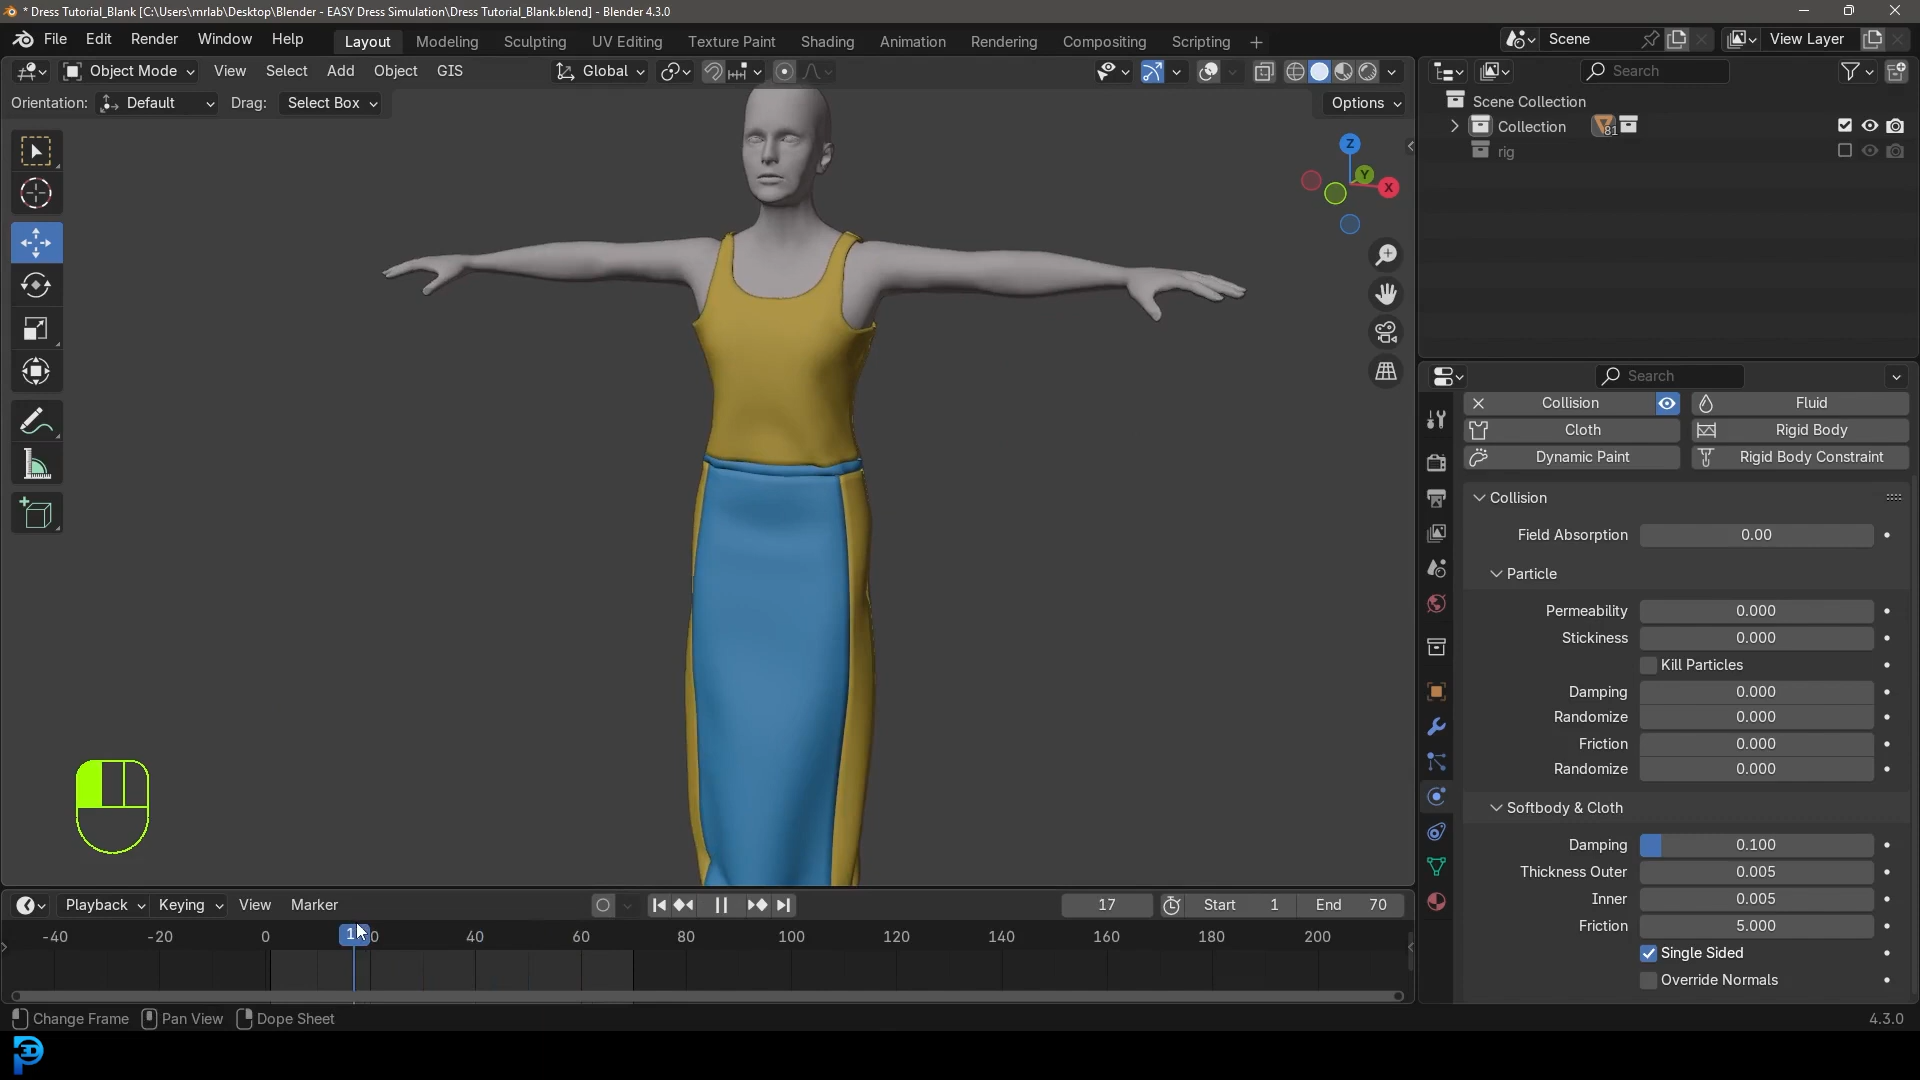 * Dress Tutorial_Blank [C:\Users\mrlab\Desktop\Blender - EASY Dress Simulation\Dress Tutorial_Blank.blend] - Blender 4.3.0
File Edit Render Window Help Layout Modeling Sculpting UV Editing Texture Paint Shading Animation Rendering Compositing Scripting + Scene View Layer
Object Mode View Select Add Object GIS Global Search
Orientation: Default Drag: Select Box Options
Scene Collection
Collection 81
rig
Z
Y
X
Search
Collision Fluid
Cloth Rigid Body
Dynamic Paint Rigid Body Constraint
Collision
Field Absorption 0.00
Particle
Permeability 0.000
Stickiness 0.000
Kill Particles
Damping 0.000
Randomize 0.000
Friction 0.000
Randomize 0.000
Softbody & Cloth
Damping 0.100
Thickness Outer 0.005
Inner 0.005
Friction 5.000
Single Sided
Override Normals
Playback Keying View Marker 17 Start 1 End 70
-40 -20 0 1 0 40 60 80 100 120 140 160 180 200
Change Frame Pan View Dope Sheet 4.3.0
3D